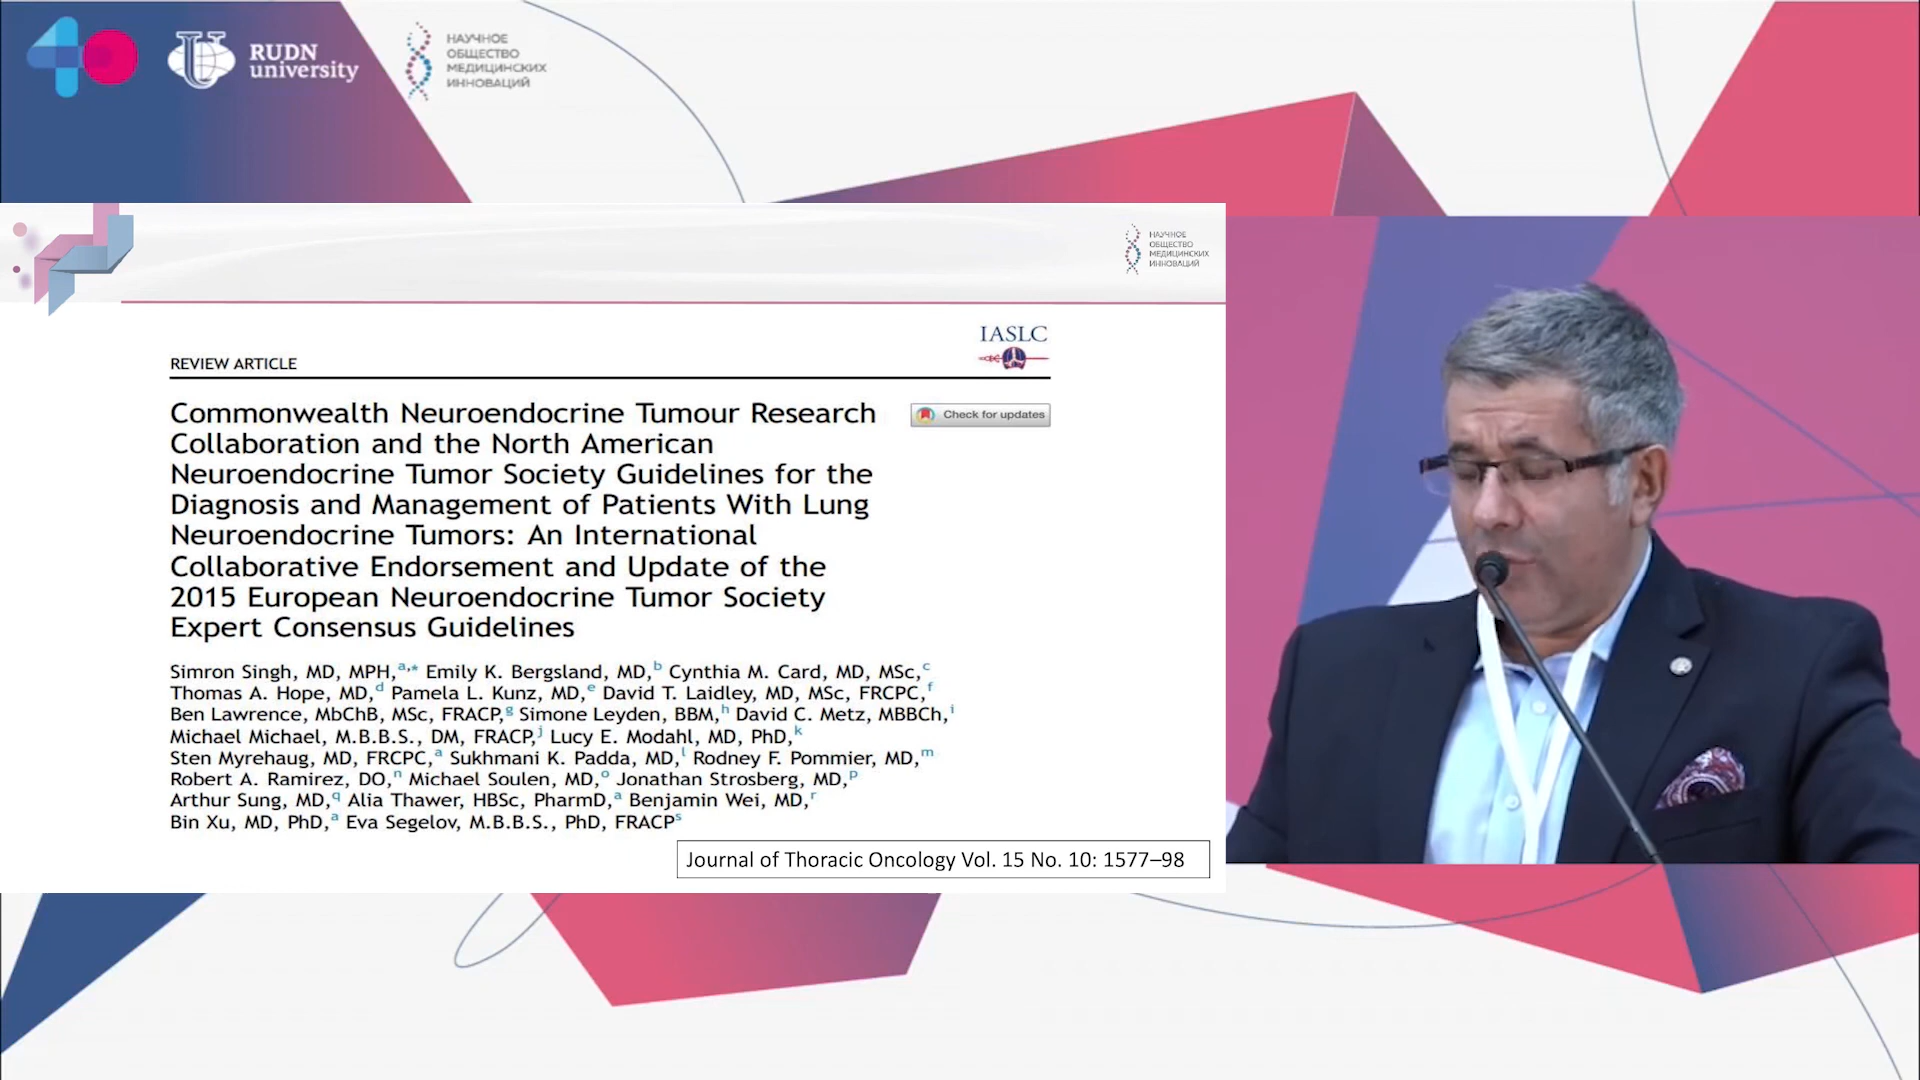 RUDN
university
НАУЧНОЕ
ОБЩЕСТВО
МЕДИЦИНСКИХ
ИННОВАЦИЙ
НАУЧНОЕ
ОБЩЕСТВО
МЕДИЦИНСКИХ
ИННОВАЦИЙ
IASLC
REVIEW ARTICLE
Check for updates
Commonwealth Neuroendocrine Tumour Research
Collaboration and the North American
Neuroendocrine Tumor Society Guidelines for the
Diagnosis and Management of Patients With Lung
Neuroendocrine Tumors: An International
Collaborative Endorsement and Update of the
2015 European Neuroendocrine Tumor Society
Expert Consensus Guidelines
Simron Singh, MD, MPH,a,* Emily K. Bergsland, MD,b Cynthia M. Card, MD, MSc,c
Thomas A. Hope, MD,d Pamela L. Kunz, MD,e David T. Laidley, MD, MSc, FRCPC,f
Ben Lawrence, MbChB, MSc, FRACP,g Simone Leyden, BBM,h David C. Metz, MBBCh,i
Michael Michael, M.B.B.S., DM, FRACP,j Lucy E. Modahl, MD, PhD,k
Sten Myrehaug, MD, FRCPC,a Sukhmani K. Padda, MD,l Rodney F. Pommier, MD,m
Robert A. Ramirez, DO,n Michael Soulen, MD,o Jonathan Strosberg, MD,p
Arthur Sung, MD,q Alia Thawer, HBSc, PharmD,a Benjamin Wei, MD,r
Bin Xu, MD, PhD,a Eva Segelov, M.B.B.S., PhD, FRACPs
Journal of Thoracic Oncology Vol. 15 No. 10: 1577–98